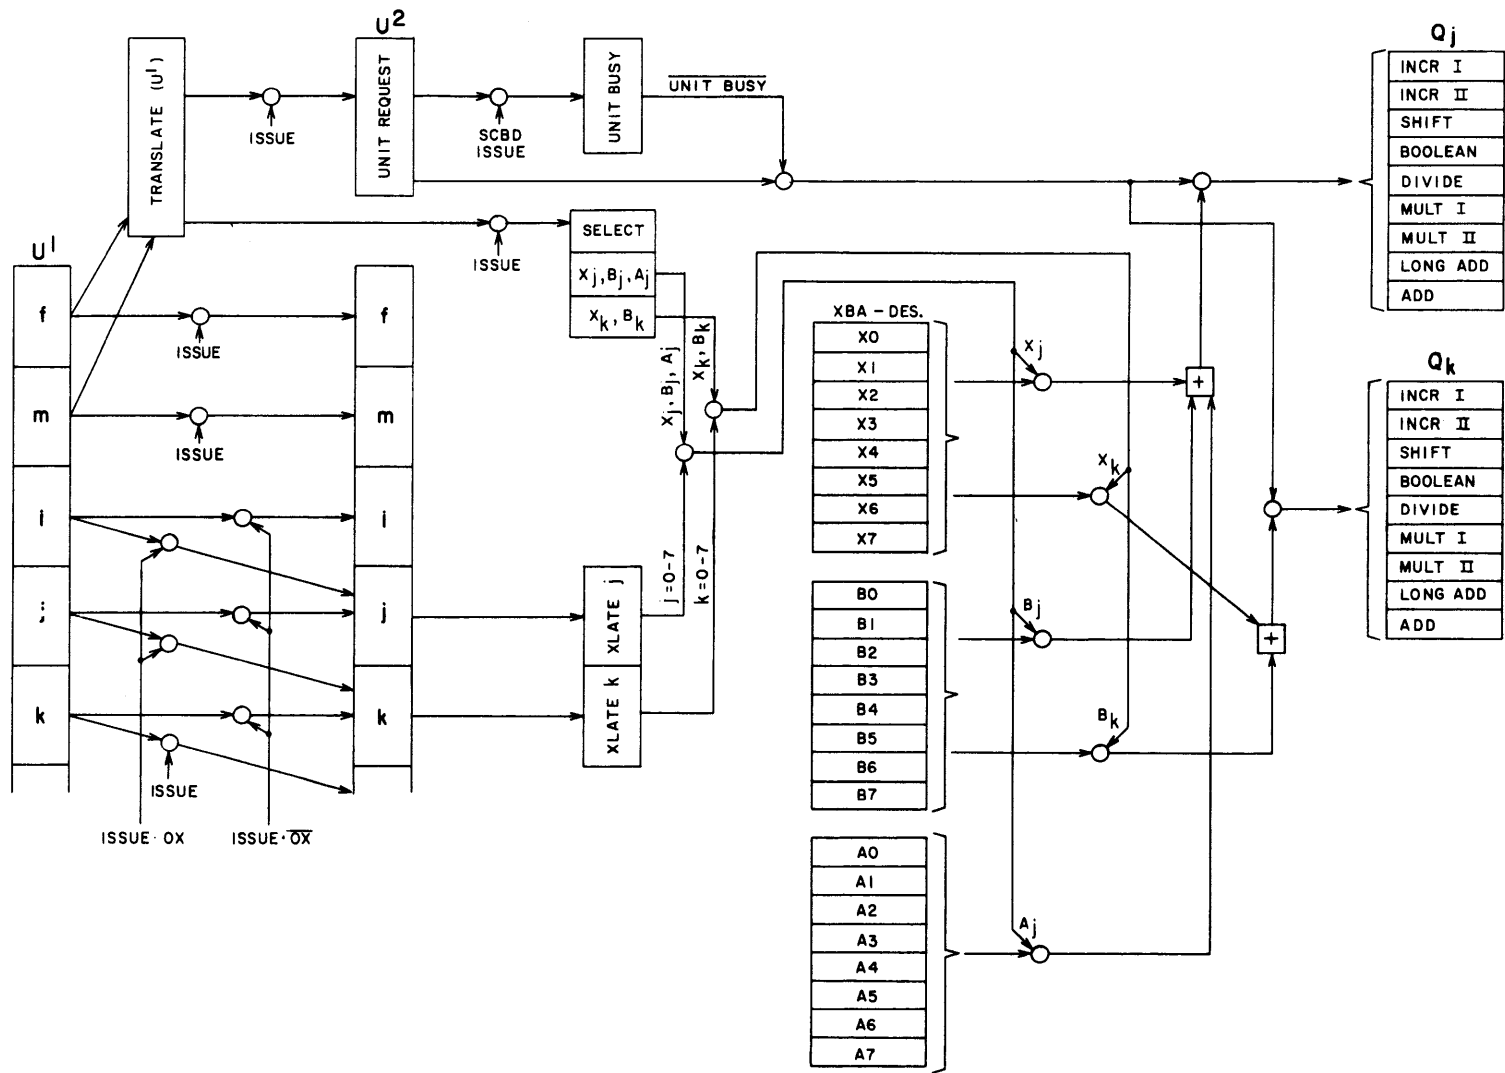 U²
TRANSLATE (U¹)
UNIT REQUEST
UNIT BUSY
U̅N̅I̅T̅ ̅B̅U̅S̅Y̅
ISSUE
SCBD
ISSUE
SELECT
Xj, Bj, Aj
Xk, Bk
ISSUE
U¹
f
m
i
j
k
ISSUE
ISSUE
ISSUE
ISSUE · OX
ISSUE · O̅X̅
f
m
i
j
k
Xj, Bj, Aj
Xk, Bk
j=0-7
k=0-7
XLATE j
XLATE k
XBA - DES.
X0
X1
X2
X3
X4
X5
X6
X7
B0
B1
B2
B3
B4
B5
B6
B7
A0
A1
A2
A3
A4
A5
A6
A7
Xj
Xk
Bj
Bk
Aj
+
+
Qj
INCR I
INCR II
SHIFT
BOOLEAN
DIVIDE
MULT I
MULT II
LONG ADD
ADD
Qk
INCR I
INCR II
SHIFT
BOOLEAN
DIVIDE
MULT I
MULT II
LONG ADD
ADD